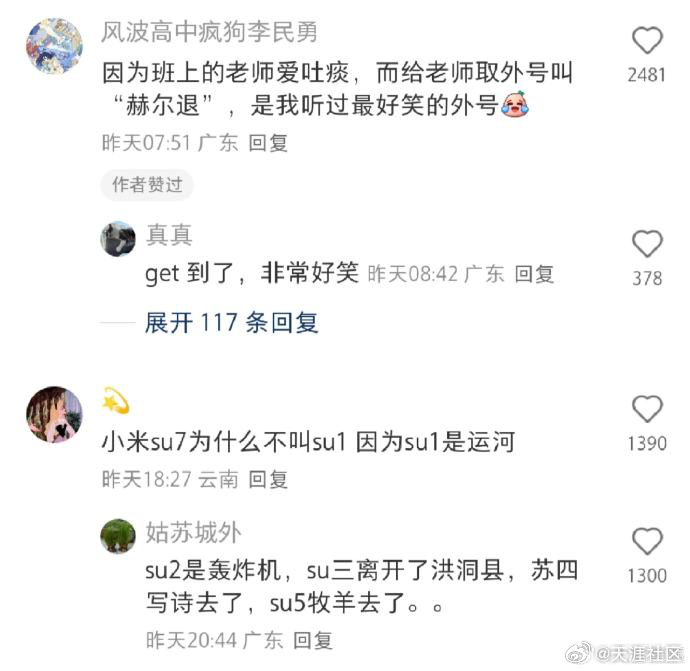 风波高中疯狗李民勇
因为班上的老师爱吐痰，而给老师取外号叫
“赫尔退”，是我听过最好笑的外号
2481
昨天07:51 广东 回复
作者赞过
真真
get 到了，非常好笑 昨天08:42 广东 回复
378
展开 117 条回复
小米su7为什么不叫su1 因为su1是运河
1390
昨天18:27 云南 回复
姑苏城外
su2是轰炸机，su三离开了洪洞县，苏四
写诗去了，su5牧羊去了。。
1300
昨天20:44 广东 回复
@天涯社区